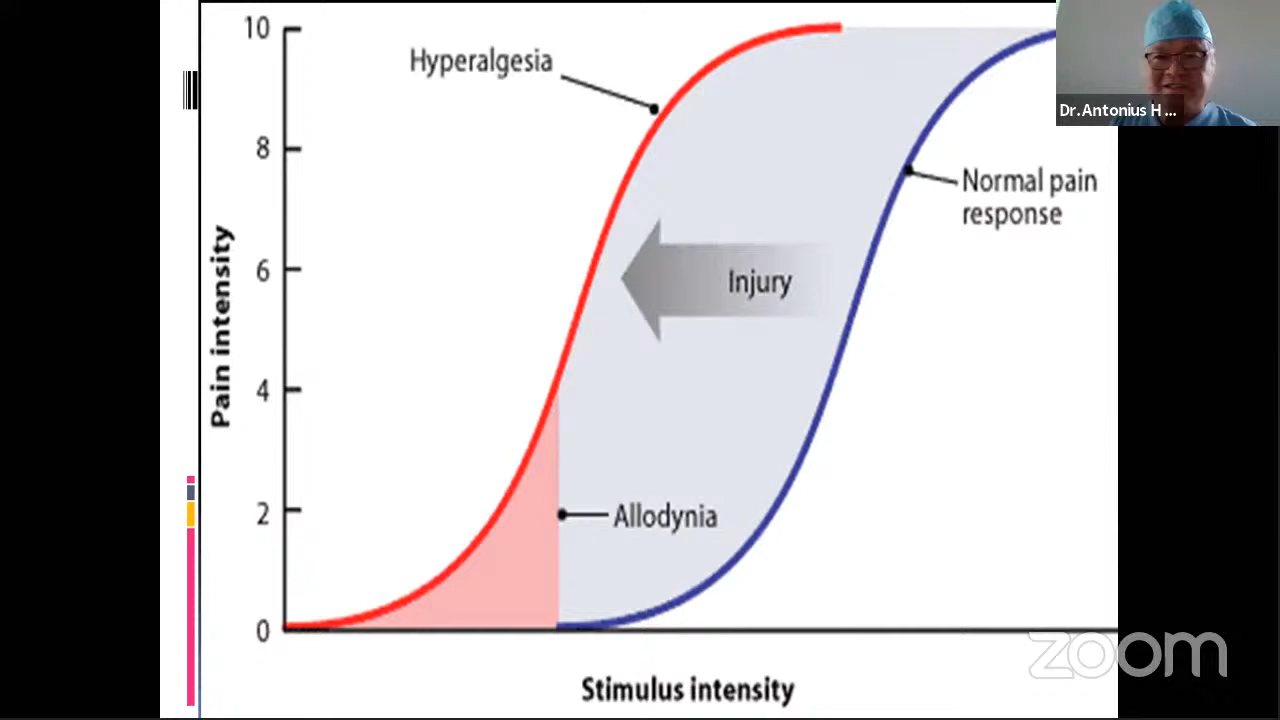 10
Hyperalgesia
Dr.Antonius H ...
8
Normal pain
response
6
Injury
Pain intensity
4
2
Allodynia
0
zoom
Stimulus intensity